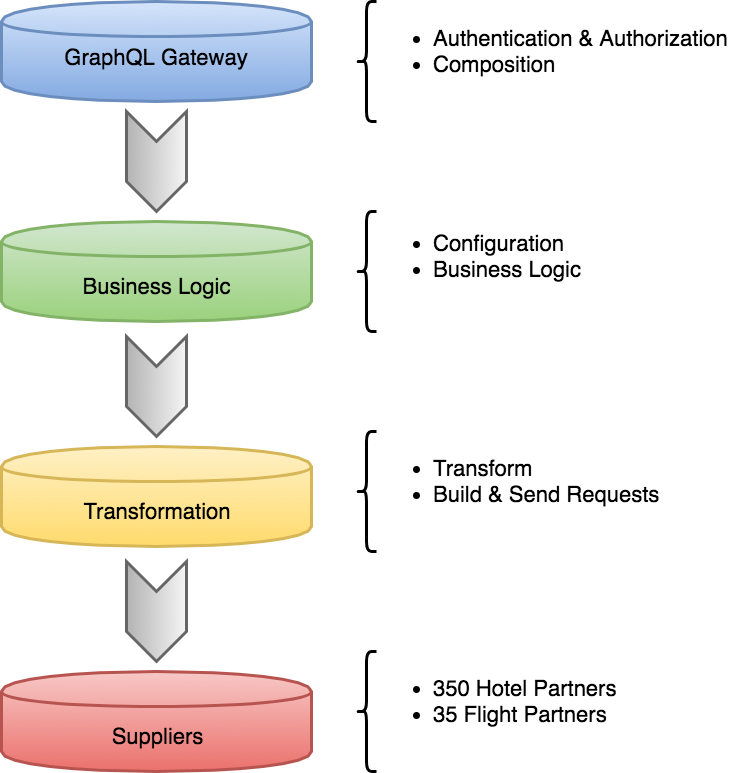 GraphQL Gateway
• Authentication & Authorization
• Composition
Business Logic
• Configuration
• Business Logic
Transformation
• Transform
• Build & Send Requests
Suppliers
• 350 Hotel Partners
• 35 Flight Partners